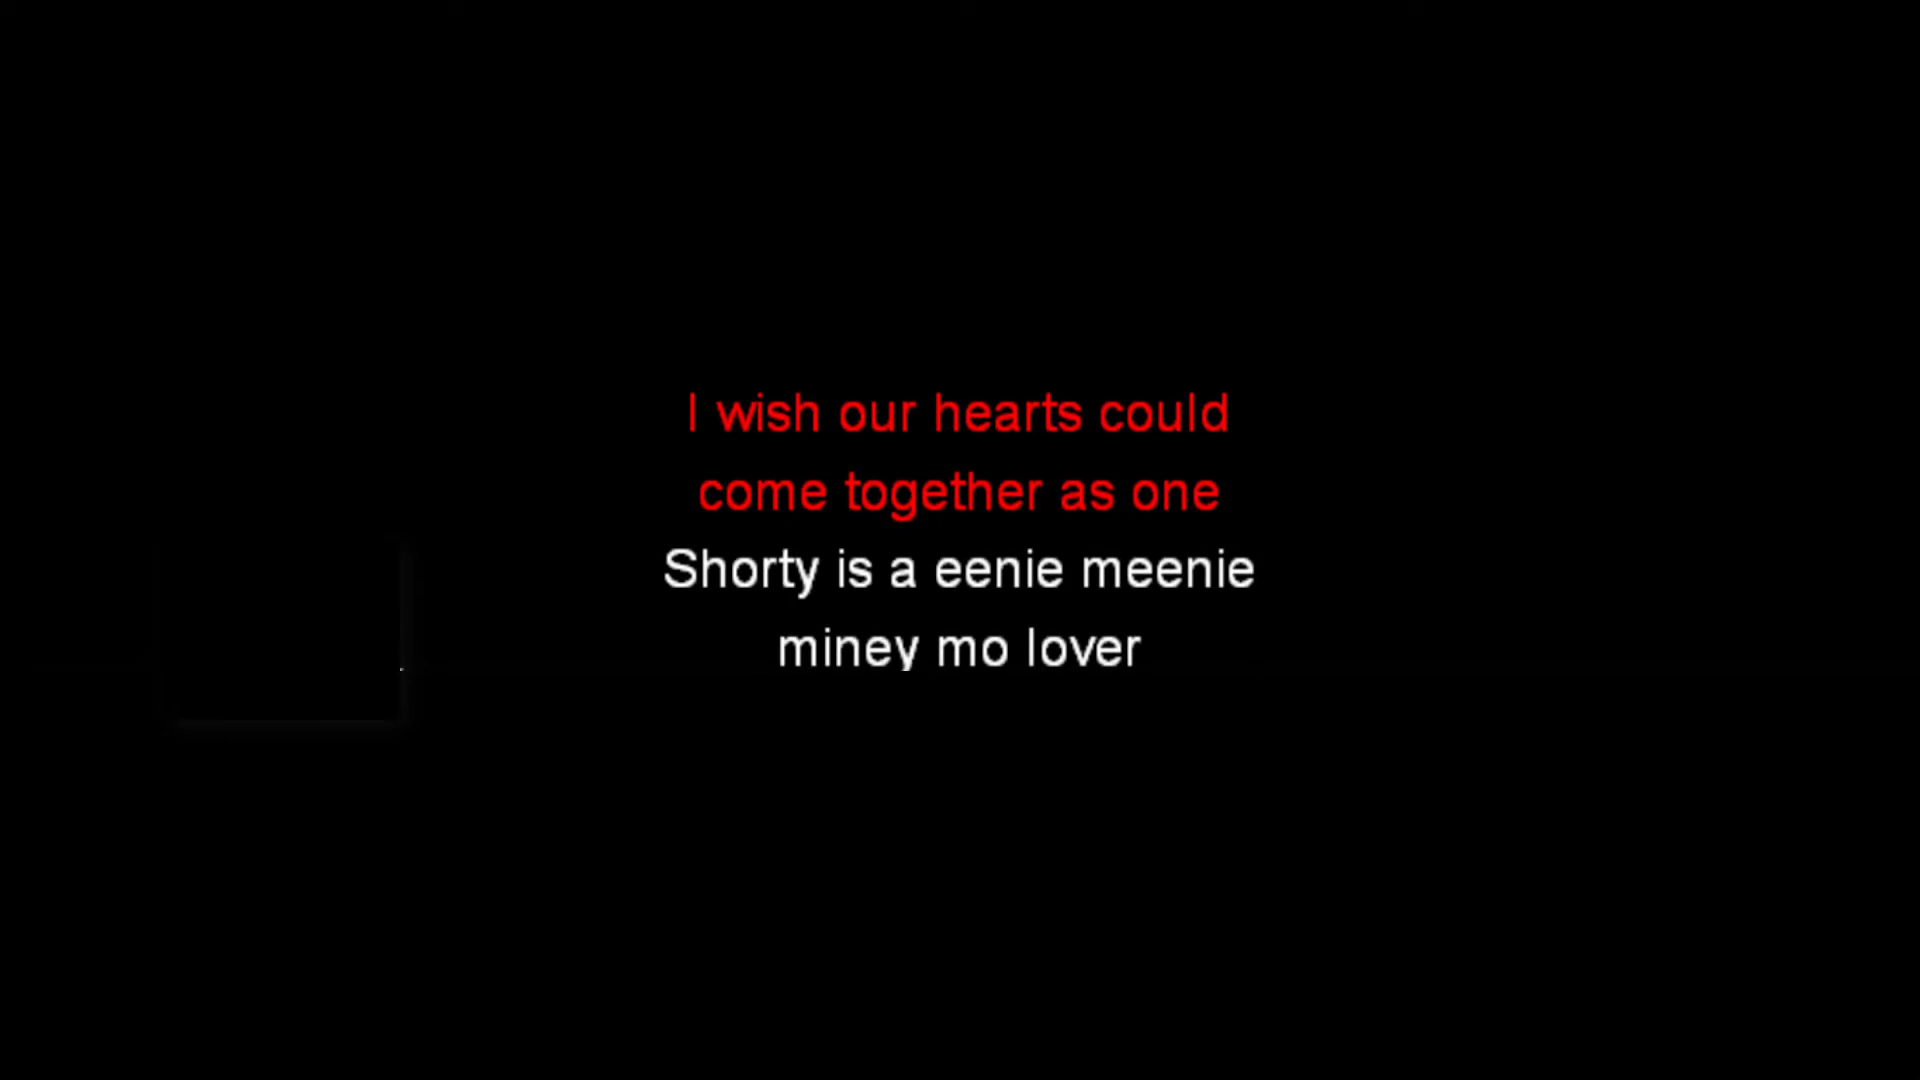 I wish our hearts could
come together as one
Shorty is a eenie meenie
miney mo lover